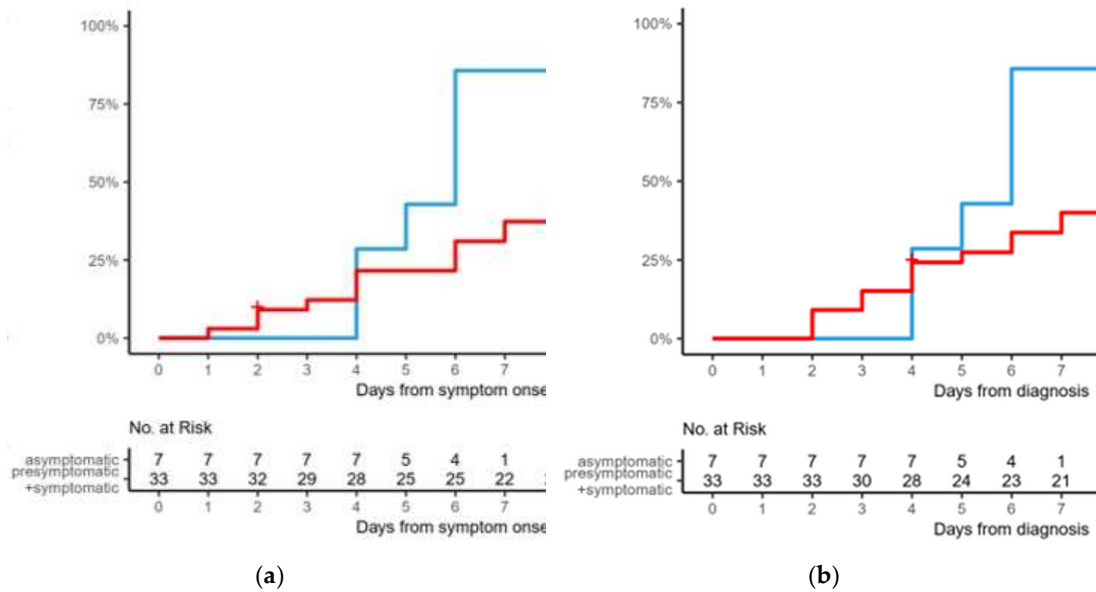 100%
75%
50%
25%
0%
0 1 2 3 4 5 6 7
Days from symptom onse
No. at Risk
asymptomatic 7 7 7 7 7 5 4 1
presymptomatic
+symptomatic 33 33 32 29 28 25 25 22
0 1 2 3 4 5 6 7
Days from symptom onse
(a)
100%
75%
50%
25%
0%
0 1 2 3 4 5 6 7
Days from diagnosis
No. at Risk
asymptomatic 7 7 7 7 7 5 4 1
presymptomatic
+symptomatic 33 33 33 30 28 24 23 21
0 1 2 3 4 5 6 7
Days from diagnosis
(b)